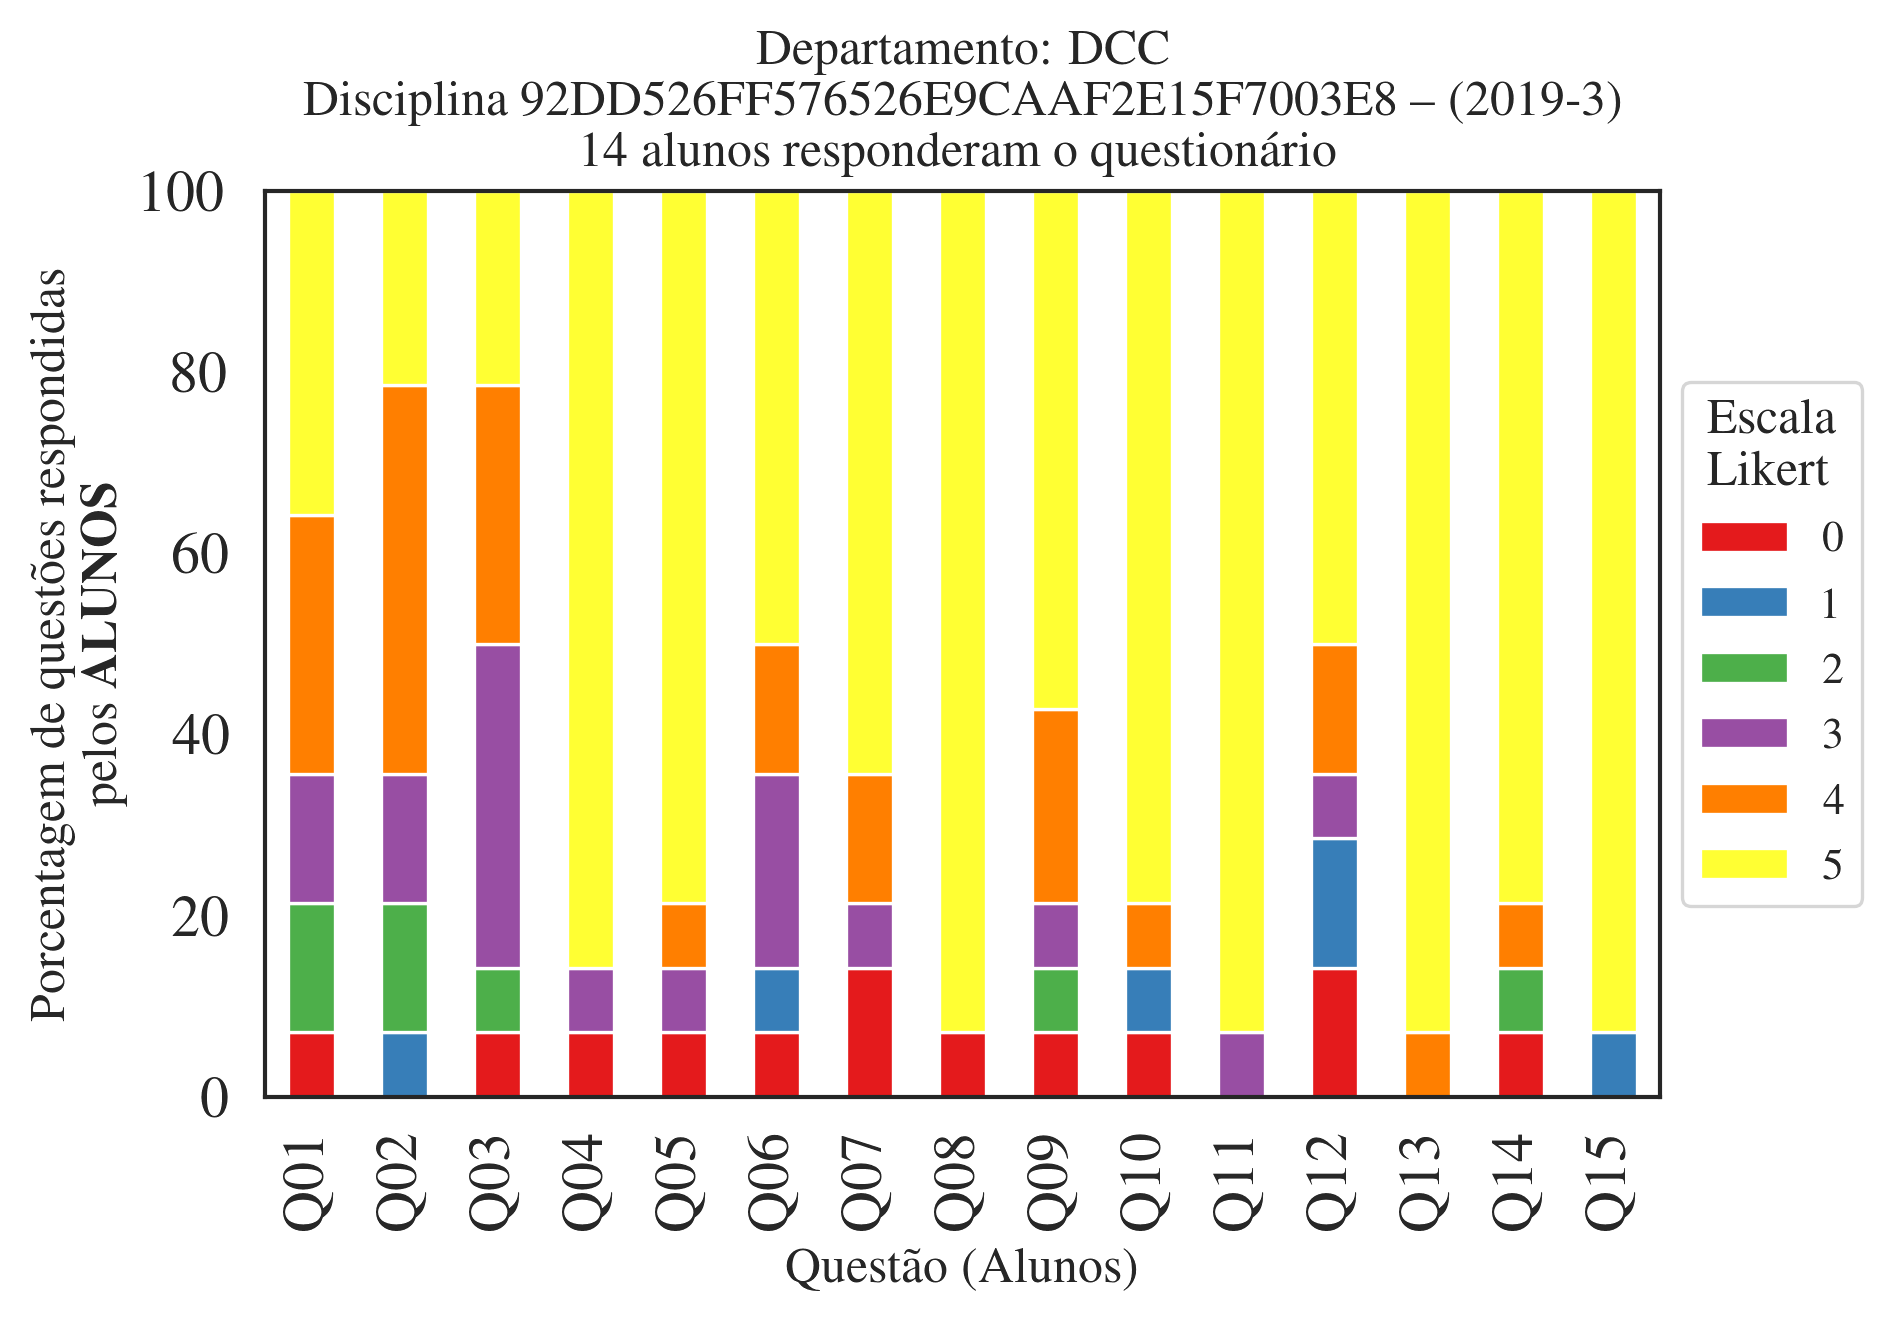 Departamento: DCC
Disciplina 92DD526FF576526E9CAAF2E15F7003E8 – (2019-3)
14 alunos responderam o questionário
Porcentagem de questões respondidas
pelos ALUNOS
100
80
60
40
20
0
Q01
Q02
Q03
Q04
Q05
Q06
Q07
Q08
Q09
Q10
Q11
Q12
Q13
Q14
Q15
Questão (Alunos)
Escala
Likert
0
1
2
3
4
5